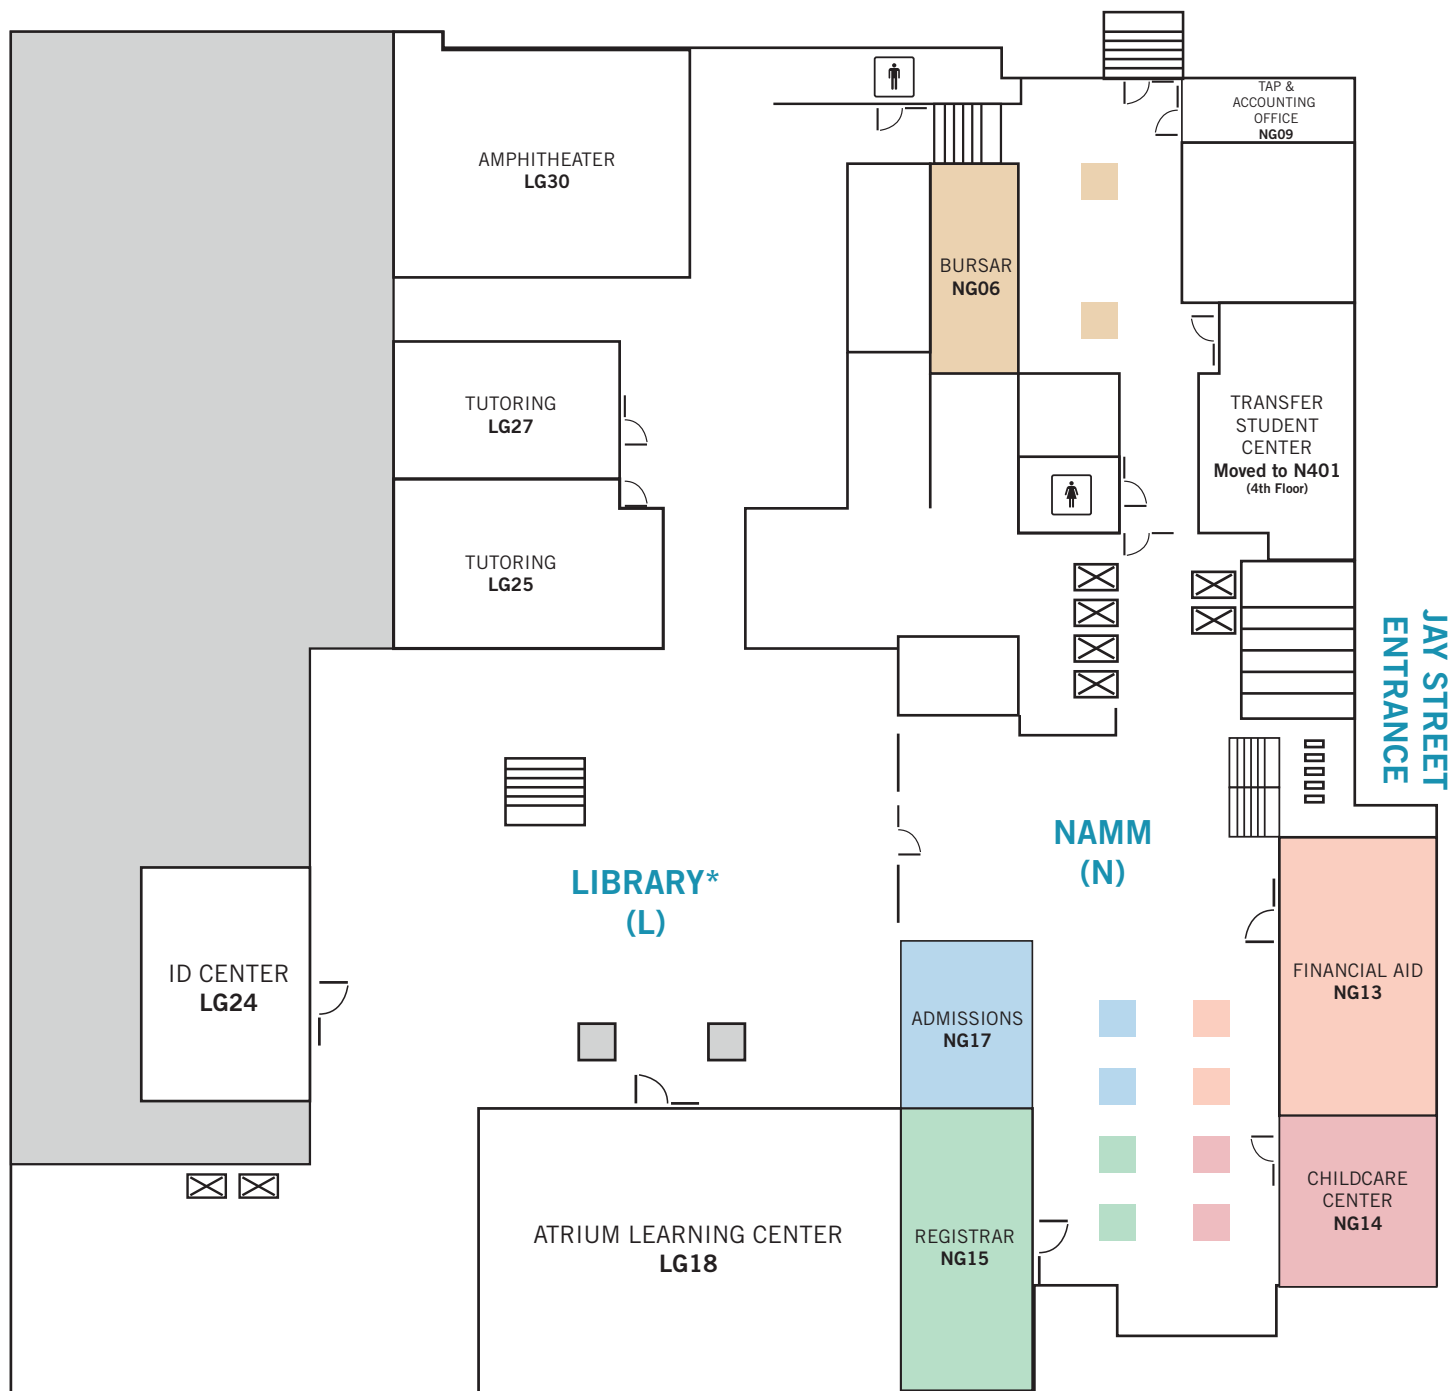 TAP &
ACCOUNTING
OFFICE
NG09
AMPHITHEATER
LG30
BURSAR
NG06
TUTORING
LG27
TRANSFER
STUDENT
CENTER
Moved to N401
(4th Floor)
TUTORING
LG25
JAY STREET
ENTRANCE
NAMM
(N)
LIBRARY*
(L)
ID CENTER
LG24
FINANCIAL AID
NG13
ADMISSIONS
NG17
CHILDCARE
CENTER
NG14
ATRIUM LEARNING CENTER
LG18
REGISTRAR
NG15